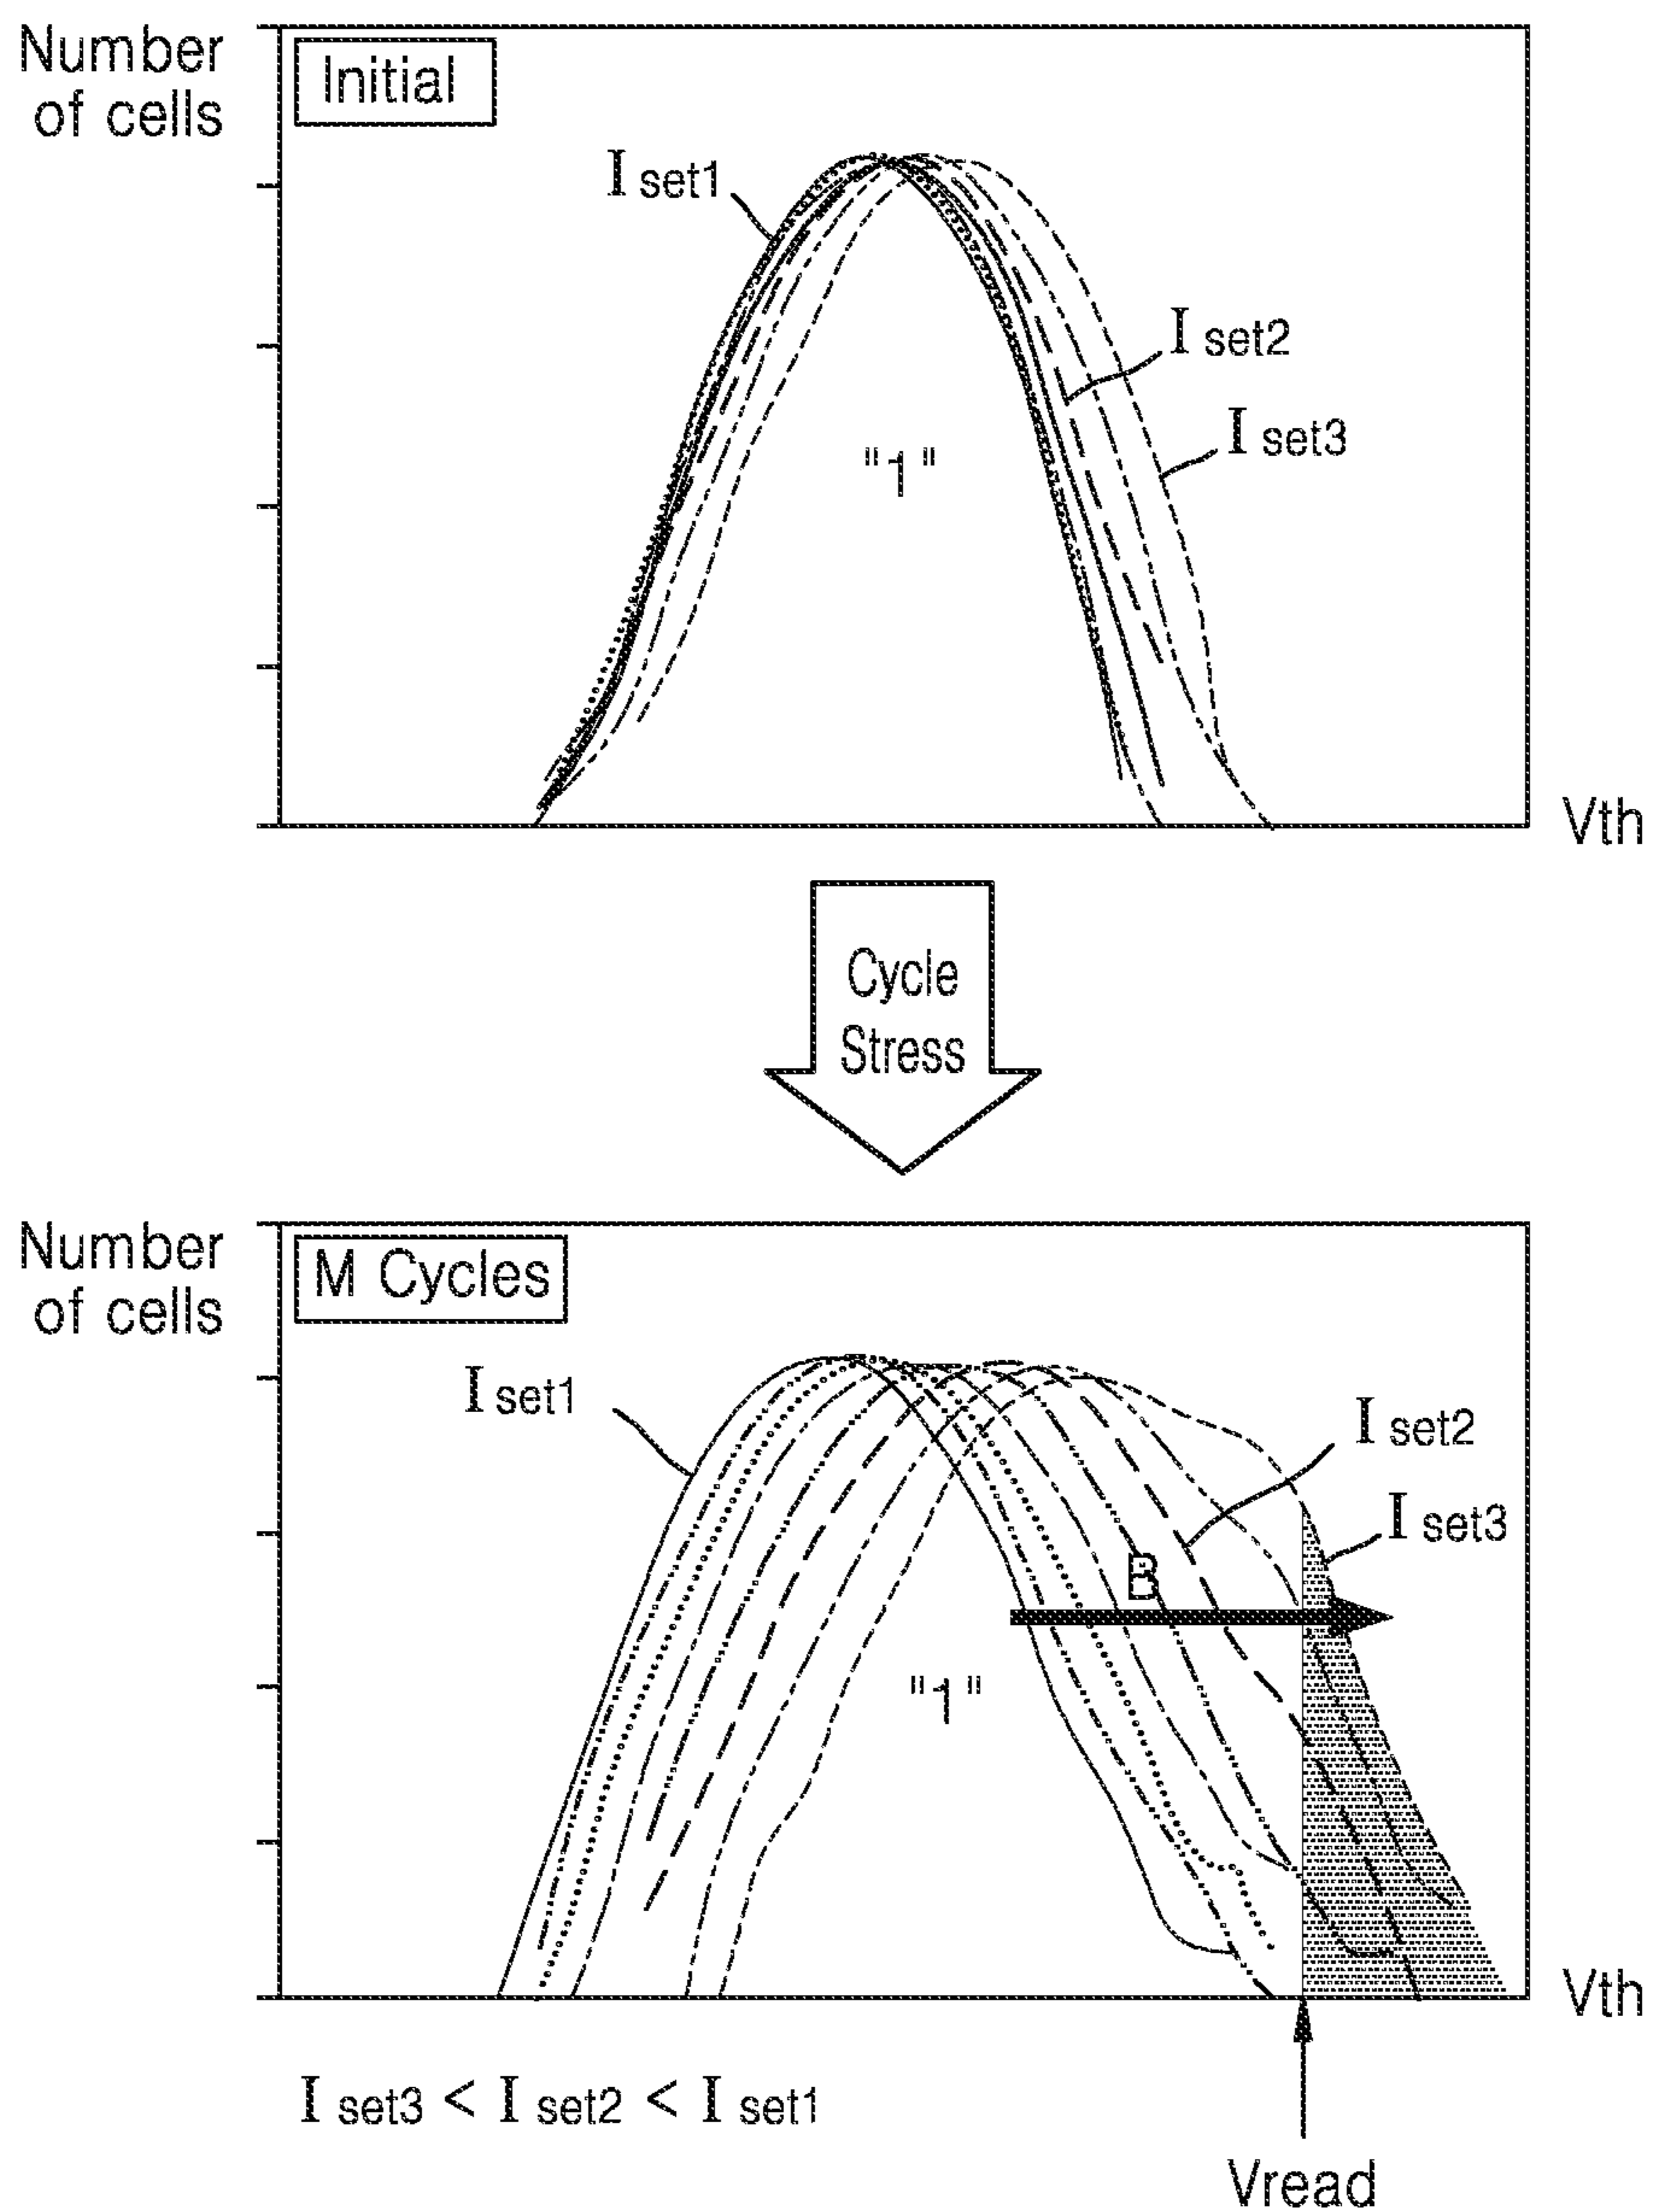 Number
of cells
Initial
I set1
I set2
I set3
"1"
Vth
Cycle
Stress
Number
of cells
M Cycles
I set1
I set2
I set3
B
"1"
Vth
I set3 < I set2 < I set1
Vread